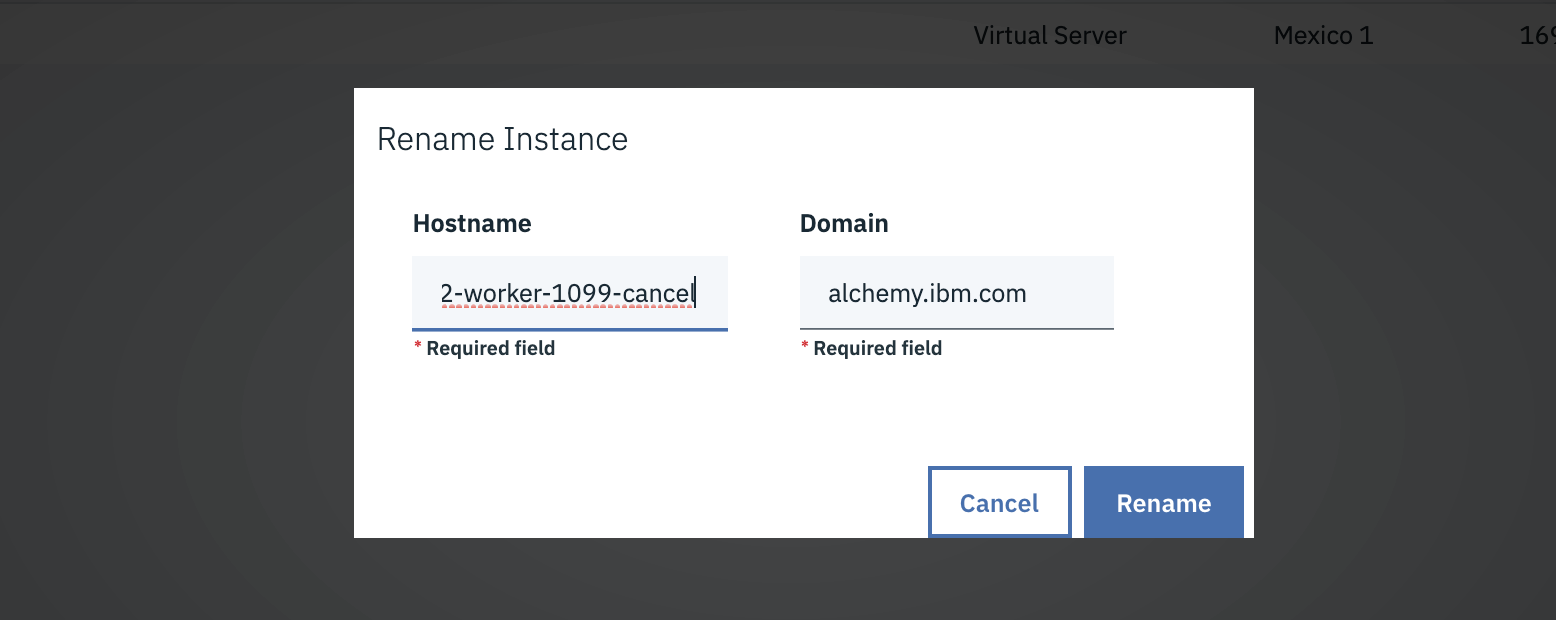 Virtual Server Mexico 1 169
Rename Instance
Hostname Domain
2-worker-1099-cancel alchemy.ibm.com
* Required field * Required field
Cancel Rename